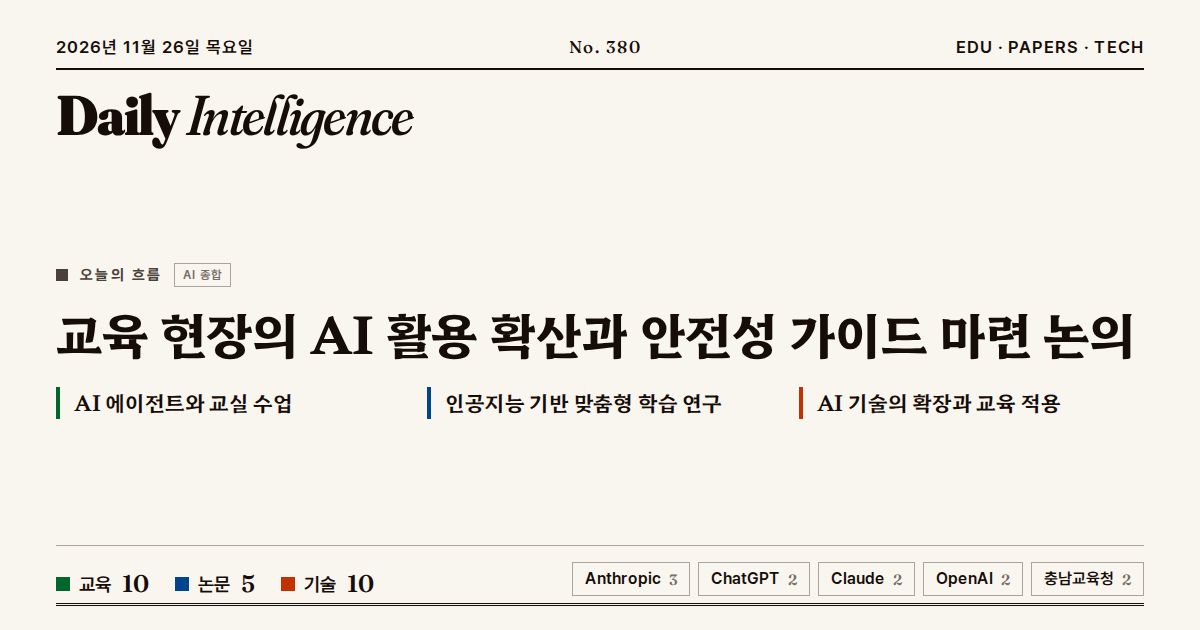 2026년 11월 26일 목요일 No. 380 EDU · PAPERS · TECH
Daily Intelligence
오늘의 흐름 AI 종합
교육 현장의 AI 활용 확산과 안전성 가이드 마련 논의
AI 에이전트와 교실 수업 인공지능 기반 맞춤형 학습 연구 AI 기술의 확장과 교육 적용
교육 10 논문 5 기술 10 Anthropic 3 ChatGPT 2 Claude 2 OpenAI 2 충남교육청 2